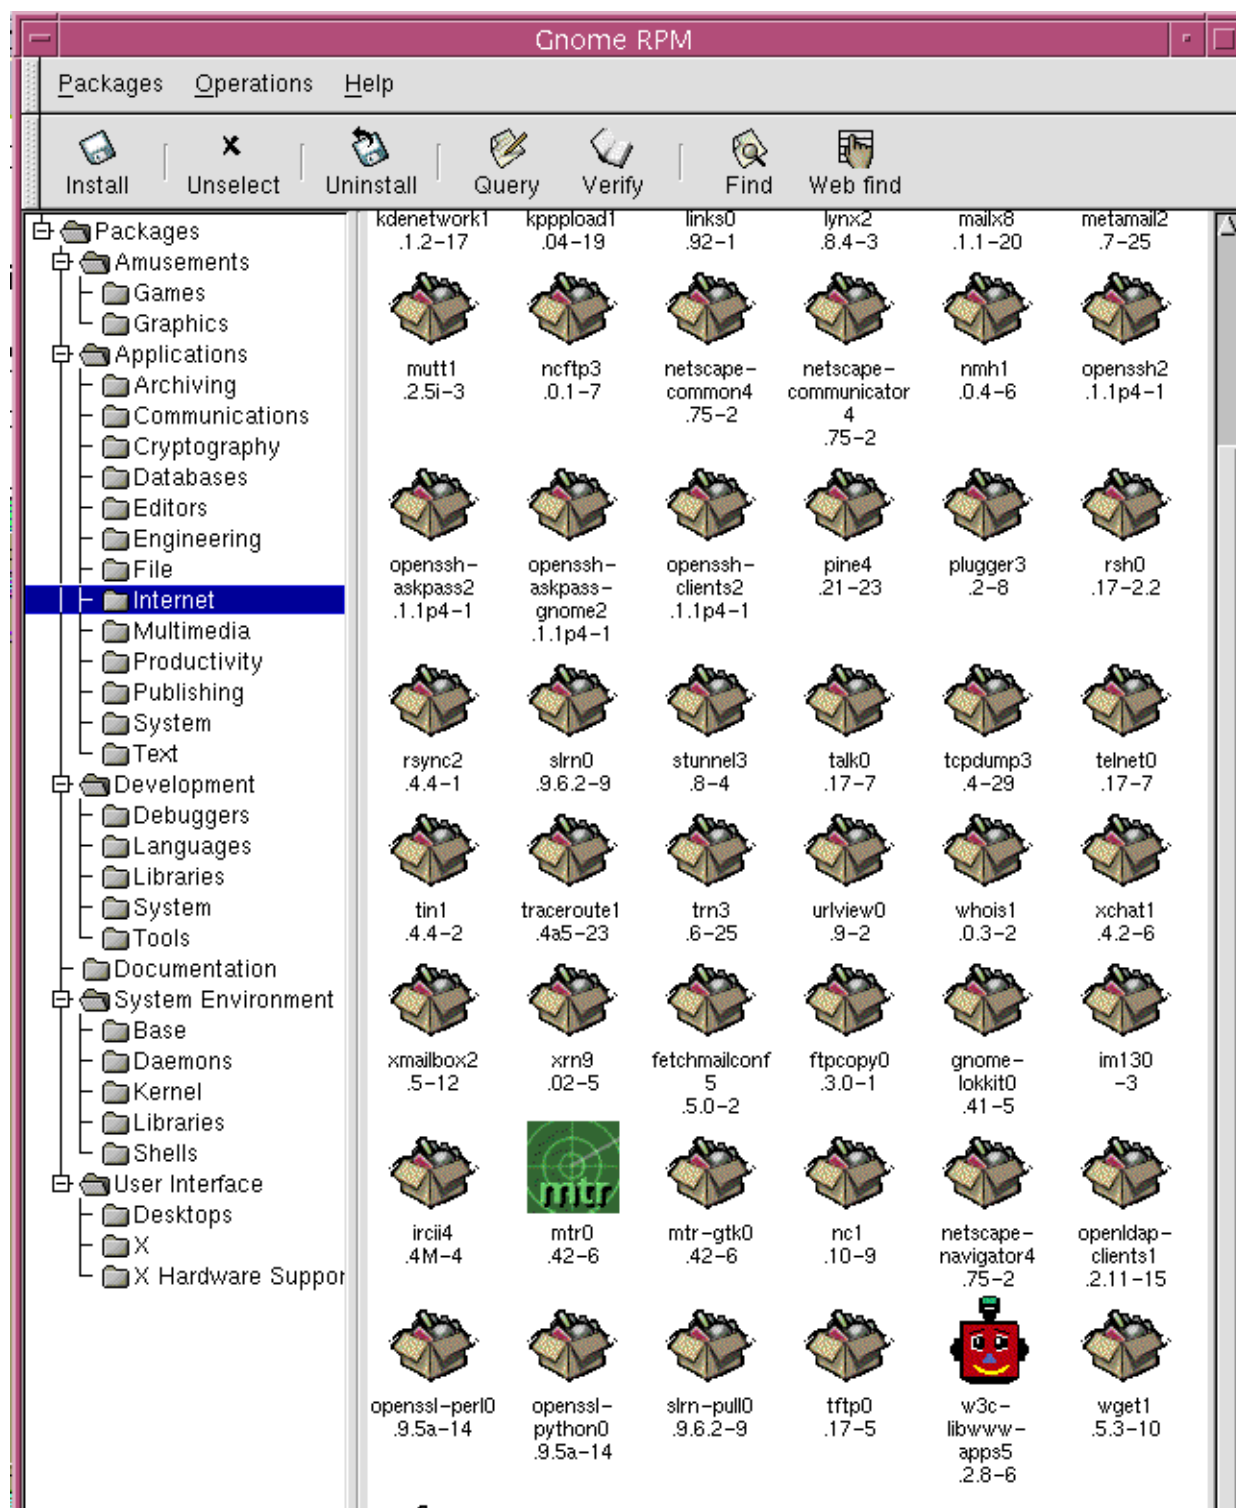 Gnome RPM
Packages Operations Help
Install Unselect Uninstall Query Verify Find Web find
Packages
Amusements
Games
Graphics
Applications
Archiving
Communications
Cryptography
Databases
Editors
Engineering
File
Internet
Multimedia
Productivity
Publishing
System
Text
Development
Debuggers
Languages
Libraries
System
Tools
Documentation
System Environment
Base
Daemons
Kernel
Libraries
Shells
User Interface
Desktops
X
X Hardware Suppor
kdenetwork1
.1.2-17
kpppload1
.04-19
links0
.92-1
lynx2
.8.4-3
mailx8
.1.1-20
metamail2
.7-25
mutt1
.2.5i-3
ncftp3
.0.1-7
netscape-
common4
.75-2
netscape-
communicator
4
.75-2
nmh1
.0.4-6
openssh2
.1.1p4-1
openssh-
askpass2
.1.1p4-1
openssh-
askpass-
gnome2
.1.1p4-1
openssh-
clients2
.1.1p4-1
pine4
.21-23
plugger3
.2-8
rsh0
.17-2.2
rsync2
.4.4-1
slrn0
.9.6.2-9
stunnel3
.8-4
talk0
.17-7
tcpdump3
.4-29
telnet0
.17-7
tin1
.4.4-2
traceroute1
.4a5-23
trn3
.6-25
urlview0
.9-2
whois1
.0.3-2
xchat1
.4.2-6
xmailbox2
.5-12
xrn9
.02-5
fetchmailconf
5
.5.0-2
ftpcopy0
.3.0-1
gnome-
lokkit0
.41-5
im130
-3
ircii4
.4M-4
mtr
mtr0
.42-6
mtr-gtk0
.42-6
nc1
.10-9
netscape-
navigator4
.75-2
openldap-
clients1
.2.11-15
openssl-perl0
.9.5a-14
openssl-
python0
.9.5a-14
slrn-pull0
.9.6.2-9
tftp0
.17-5
w3c-
libwww-
apps5
.2.8-6
wget1
.5.3-10